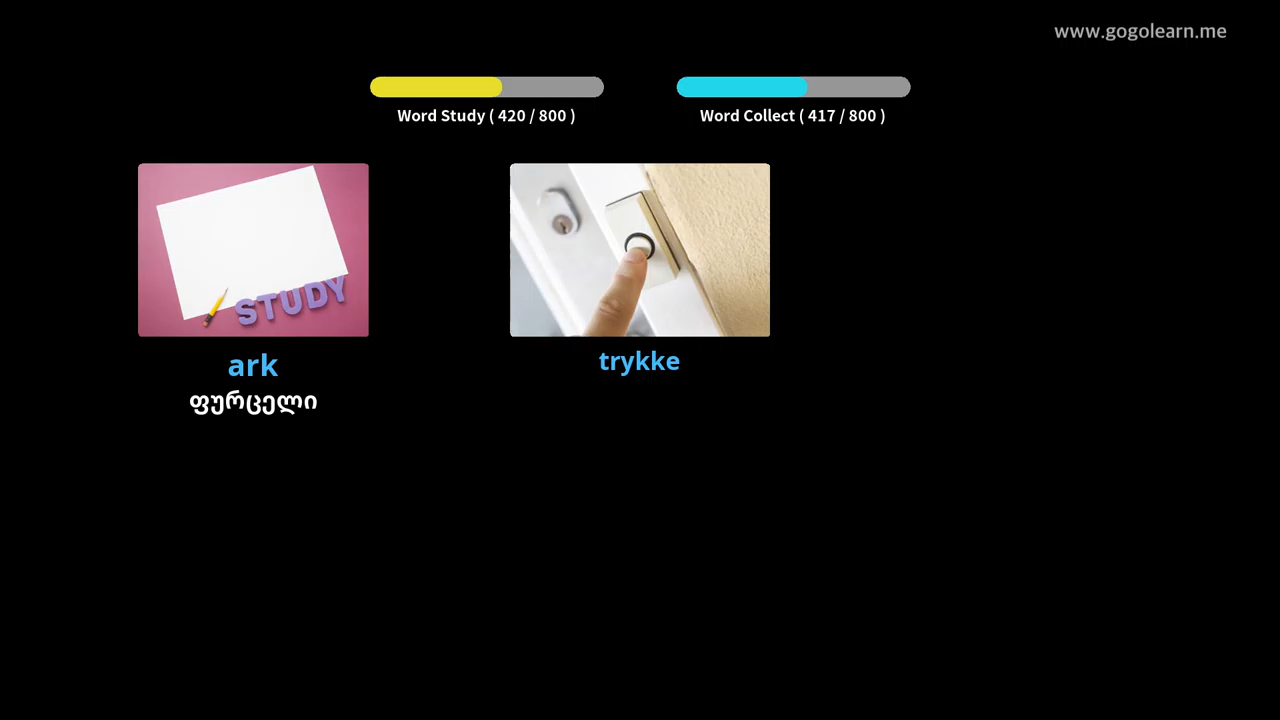 www.gogolearn.me
Word Study ( 420 / 800 )
Word Collect ( 417 / 800 )
STUDY
ark
ფურცელი
trykke